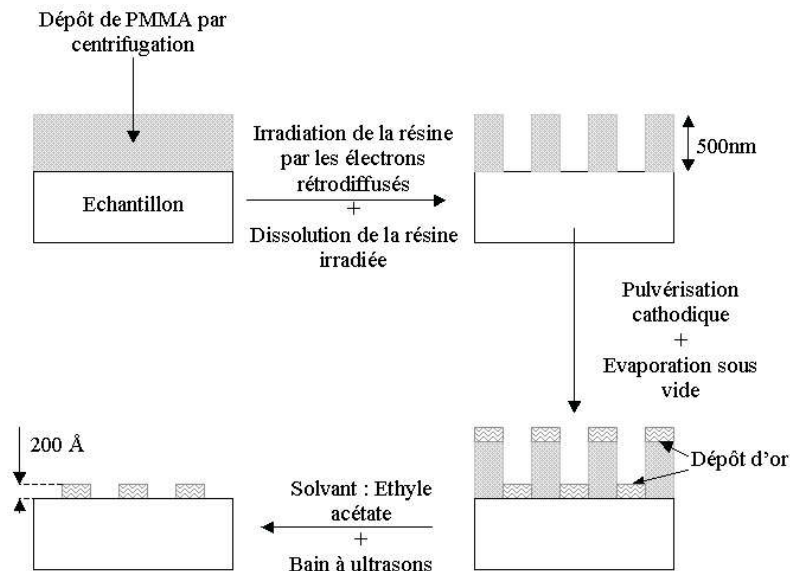 Dépôt de PMMA par
centrifugation
Echantillon
Irradiation de la résine
par les électrons
rétrodiffusés
+
Dissolution de la résine
irradiée
500nm
Pulvérisation
cathodique
+
Evaporation sous
vide
Dépôt d'or
Solvant : Ethyle
acétate
+
Bain à ultrasons
200 Å